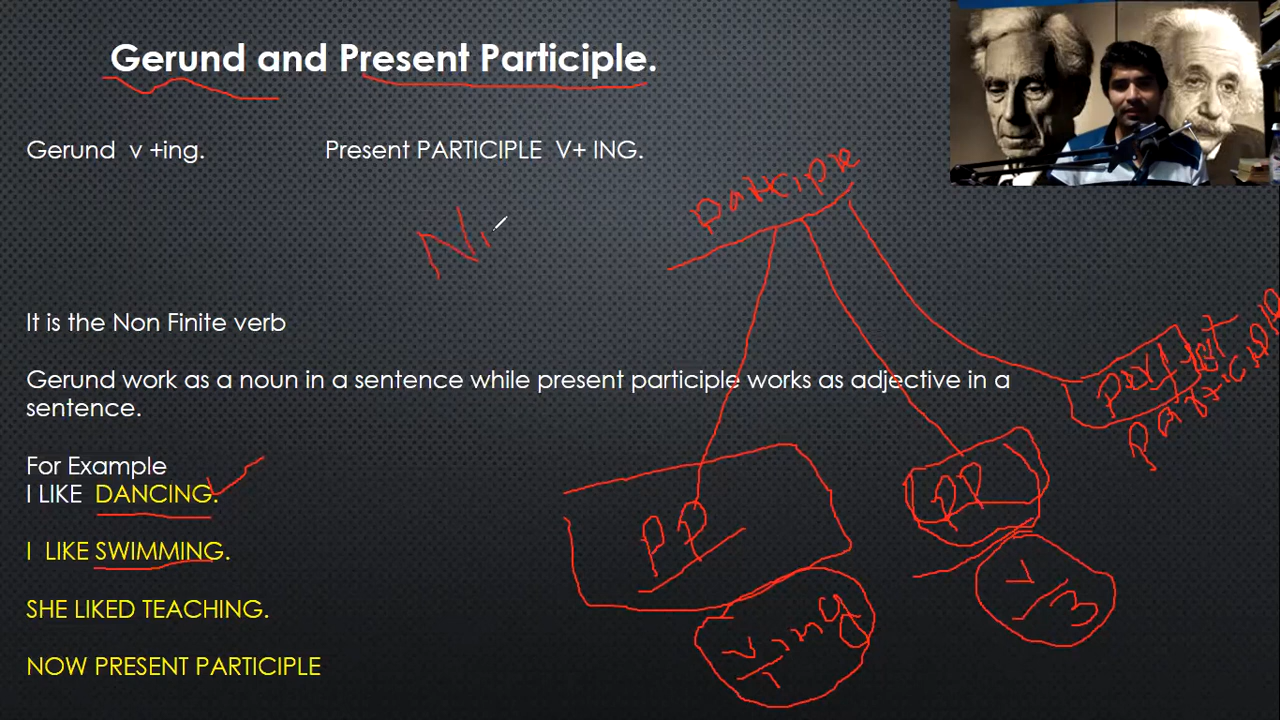 Gerund and Present Participle.
Gerund v +ing.
Present PARTICIPLE V+ ING.
participle
Ni
It is the Non Finite verb
perfect
participle
Gerund work as a noun in a sentence while present participle works as adjective in a
sentence.
For Example
I LIKE DANCING.
PP
PP
I LIKE SWIMMING.
V/3
SHE LIKED TEACHING.
NOW PRESENT PARTICIPLE